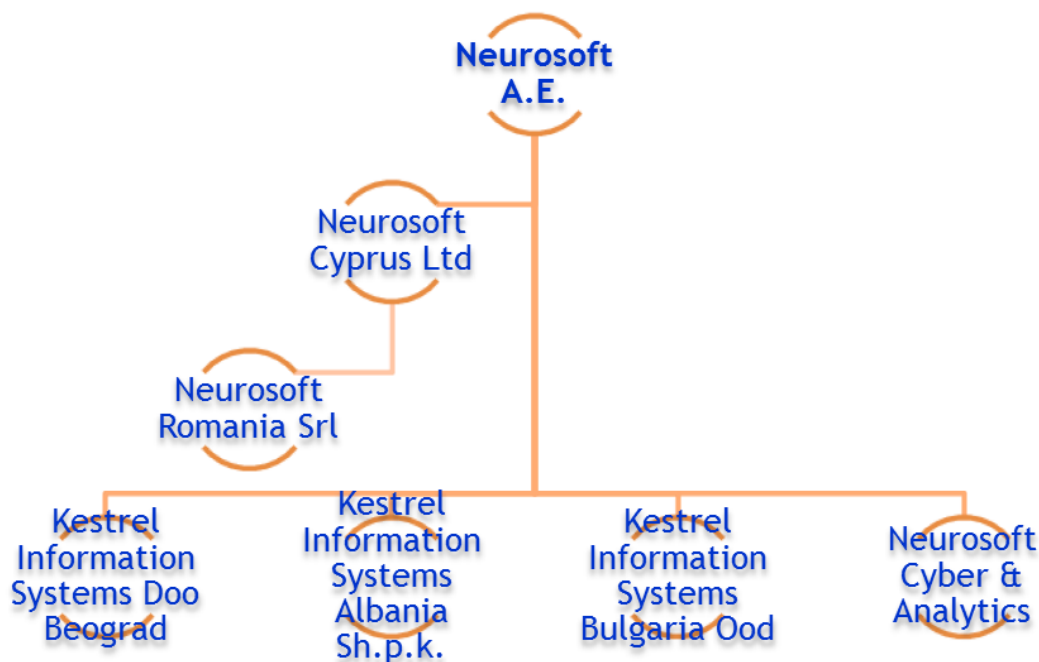 Neurosoft
A.E.
Neurosoft
Cyprus Ltd
Neurosoft
Romania Srl
Kestrel
Information
Systems Doo
Beograd
Kestrel
Information
Systems
Albania
Sh.p.k.
Kestrel
Information
Systems
Bulgaria Ood
Neurosoft
Cyber &
Analytics